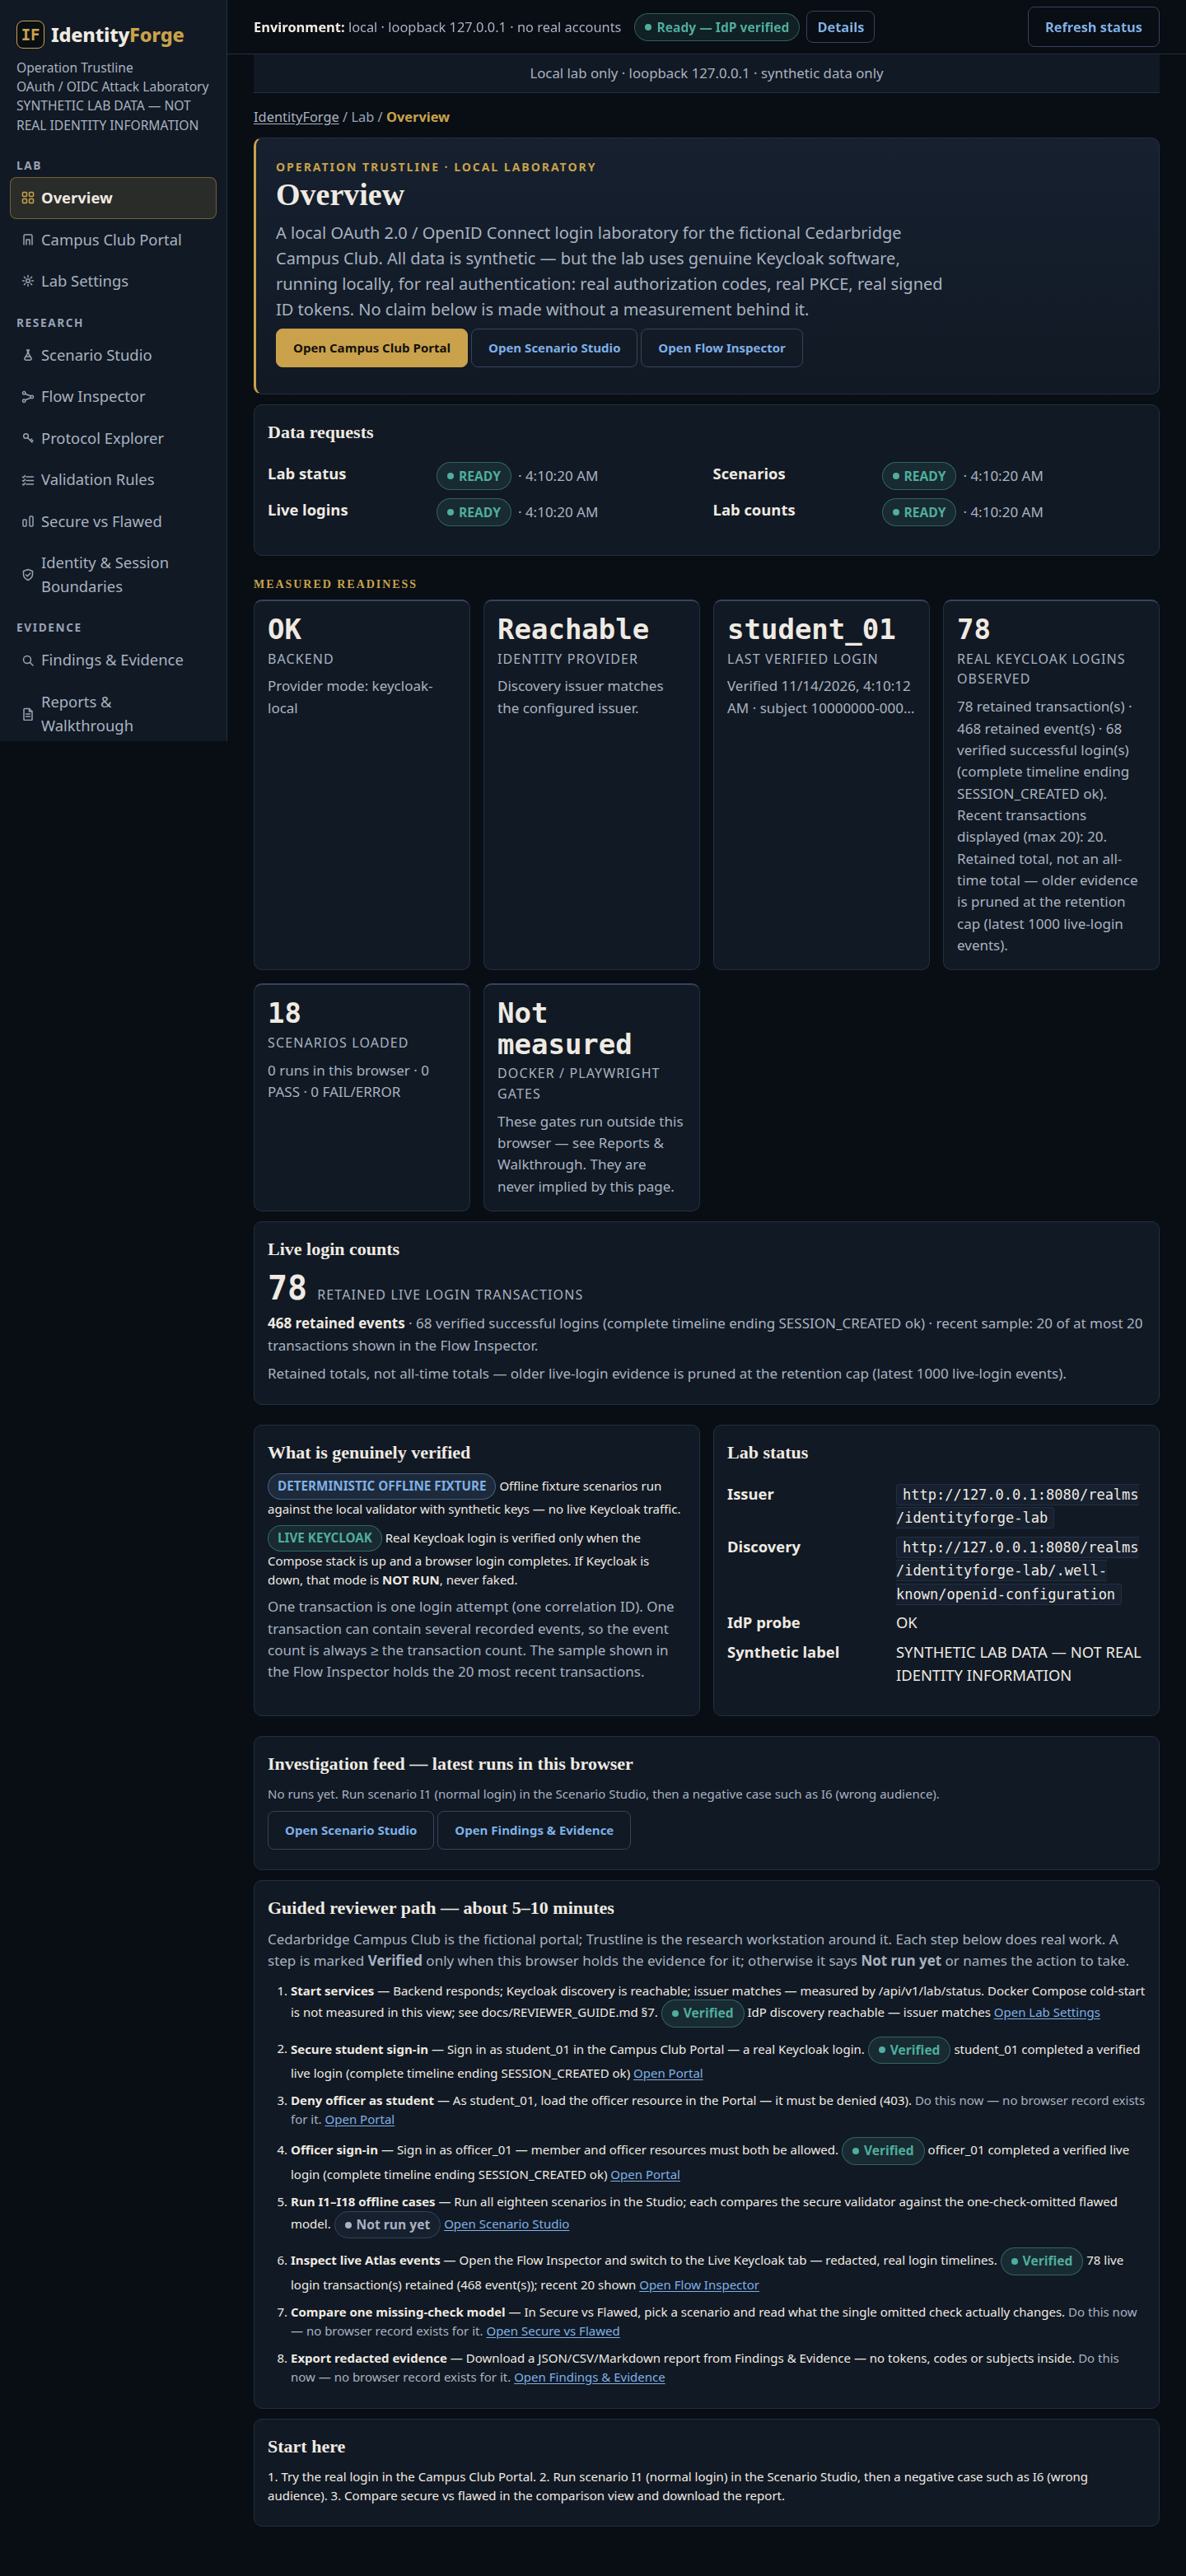 IF IdentityForge
Operation Trustline
OAuth / OIDC Attack Laboratory
SYNTHETIC LAB DATA — NOT
REAL IDENTITY INFORMATION
LAB
Overview
Campus Club Portal
Lab Settings
RESEARCH
Scenario Studio
Flow Inspector
Protocol Explorer
Validation Rules
Secure vs Flawed
Identity & Session
Boundaries
EVIDENCE
Findings & Evidence
Reports &
Walkthrough
Environment: local · loopback 127.0.0.1 · no real accounts Ready — IdP verified Details Refresh status
Local lab only · loopback 127.0.0.1 · synthetic data only
IdentityForge / Lab / Overview
OPERATION TRUSTLINE · LOCAL LABORATORY
Overview
A local OAuth 2.0 / OpenID Connect login laboratory for the fictional Cedarbridge
Campus Club. All data is synthetic — but the lab uses genuine Keycloak software,
running locally, for real authentication: real authorization codes, real PKCE, real signed
ID tokens. No claim below is made without a measurement behind it.
Open Campus Club Portal Open Scenario Studio Open Flow Inspector
Data requests
Lab status READY · 4:10:20 AM Scenarios READY · 4:10:20 AM
Live logins READY · 4:10:20 AM Lab counts READY · 4:10:20 AM
MEASURED READINESS
OK
BACKEND
Provider mode: keycloak-
local
Reachable
IDENTITY PROVIDER
Discovery issuer matches
the configured issuer.
student_01
LAST VERIFIED LOGIN
Verified 11/14/2026, 4:10:12
AM · subject 10000000-000…
78
REAL KEYCLOAK LOGINS
OBSERVED
78 retained transaction(s) ·
468 retained event(s) · 68
verified successful login(s)
(complete timeline ending
SESSION_CREATED ok).
Recent transactions
displayed (max 20): 20.
Retained total, not an all-
time total — older evidence
is pruned at the retention
cap (latest 1000 live-login
events).
18
SCENARIOS LOADED
0 runs in this browser · 0
PASS · 0 FAIL/ERROR
Not
measured
DOCKER / PLAYWRIGHT
GATES
These gates run outside this
browser — see Reports &
Walkthrough. They are
never implied by this page.
Live login counts
78 RETAINED LIVE LOGIN TRANSACTIONS
468 retained events · 68 verified successful logins (complete timeline ending SESSION_CREATED ok) · recent sample: 20 of at most 20
transactions shown in the Flow Inspector.
Retained totals, not all-time totals — older live-login evidence is pruned at the retention cap (latest 1000 live-login events).
What is genuinely verified
DETERMINISTIC OFFLINE FIXTURE Offline fixture scenarios run
against the local validator with synthetic keys — no live Keycloak traffic.
LIVE KEYCLOAK Real Keycloak login is verified only when the
Compose stack is up and a browser login completes. If Keycloak is
down, that mode is NOT RUN, never faked.
One transaction is one login attempt (one correlation ID). One
transaction can contain several recorded events, so the event
count is always ≥ the transaction count. The sample shown in
the Flow Inspector holds the 20 most recent transactions.
Lab status
Issuer http://127.0.0.1:8080/realms
/identityforge-lab
Discovery http://127.0.0.1:8080/realms
/identityforge-lab/.well-
known/openid-configuration
IdP probe OK
Synthetic label SYNTHETIC LAB DATA — NOT REAL
IDENTITY INFORMATION
Investigation feed — latest runs in this browser
No runs yet. Run scenario I1 (normal login) in the Scenario Studio, then a negative case such as I6 (wrong audience).
Open Scenario Studio Open Findings & Evidence
Guided reviewer path — about 5–10 minutes
Cedarbridge Campus Club is the fictional portal; Trustline is the research workstation around it. Each step below does real work. A
step is marked Verified only when this browser holds the evidence for it; otherwise it says Not run yet or names the action to take.
1. Start services — Backend responds; Keycloak discovery is reachable; issuer matches — measured by /api/v1/lab/status. Docker Compose cold-start
is not measured in this view; see docs/REVIEWER_GUIDE.md §7. Verified IdP discovery reachable — issuer matches Open Lab Settings
2. Secure student sign-in — Sign in as student_01 in the Campus Club Portal — a real Keycloak login. Verified student_01 completed a verified
live login (complete timeline ending SESSION_CREATED ok) Open Portal
3. Deny officer as student — As student_01, load the officer resource in the Portal — it must be denied (403). Do this now — no browser record exists
for it. Open Portal
4. Officer sign-in — Sign in as officer_01 — member and officer resources must both be allowed. Verified officer_01 completed a verified live
login (complete timeline ending SESSION_CREATED ok) Open Portal
5. Run I1–I18 offline cases — Run all eighteen scenarios in the Studio; each compares the secure validator against the one-check-omitted flawed
model. Not run yet Open Scenario Studio
6. Inspect live Atlas events — Open the Flow Inspector and switch to the Live Keycloak tab — redacted, real login timelines. Verified 78 live
login transaction(s) retained (468 event(s)); recent 20 shown Open Flow Inspector
7. Compare one missing-check model — In Secure vs Flawed, pick a scenario and read what the single omitted check actually changes. Do this now
— no browser record exists for it. Open Secure vs Flawed
8. Export redacted evidence — Download a JSON/CSV/Markdown report from Findings & Evidence — no tokens, codes or subjects inside. Do this
now — no browser record exists for it. Open Findings & Evidence
Start here
1. Try the real login in the Campus Club Portal. 2. Run scenario I1 (normal login) in the Scenario Studio, then a negative case such as I6 (wrong
audience). 3. Compare secure vs flawed in the comparison view and download the report.